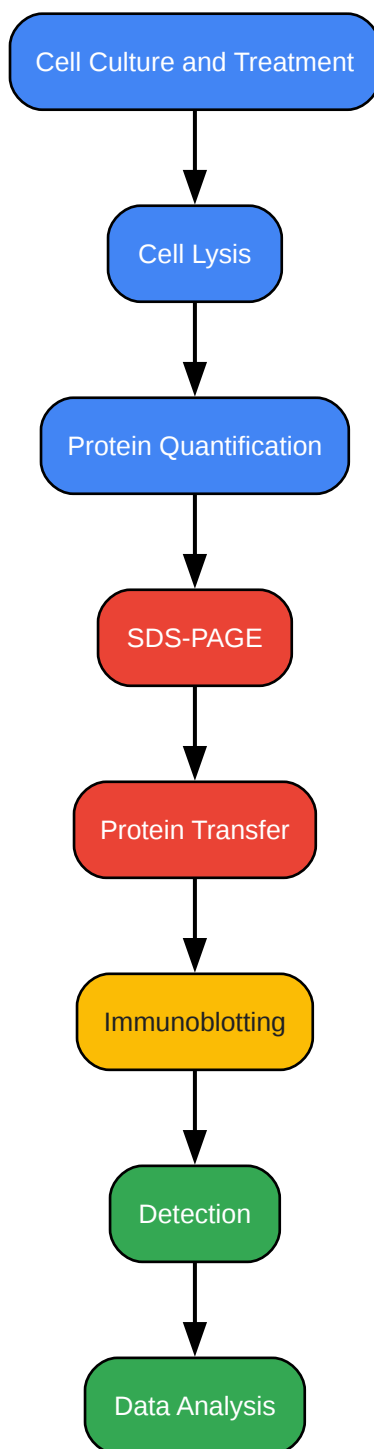 Cell Culture and Treatment
Cell Lysis
Protein Quantification
SDS-PAGE
Protein Transfer
Immunoblotting
Detection
Data Analysis